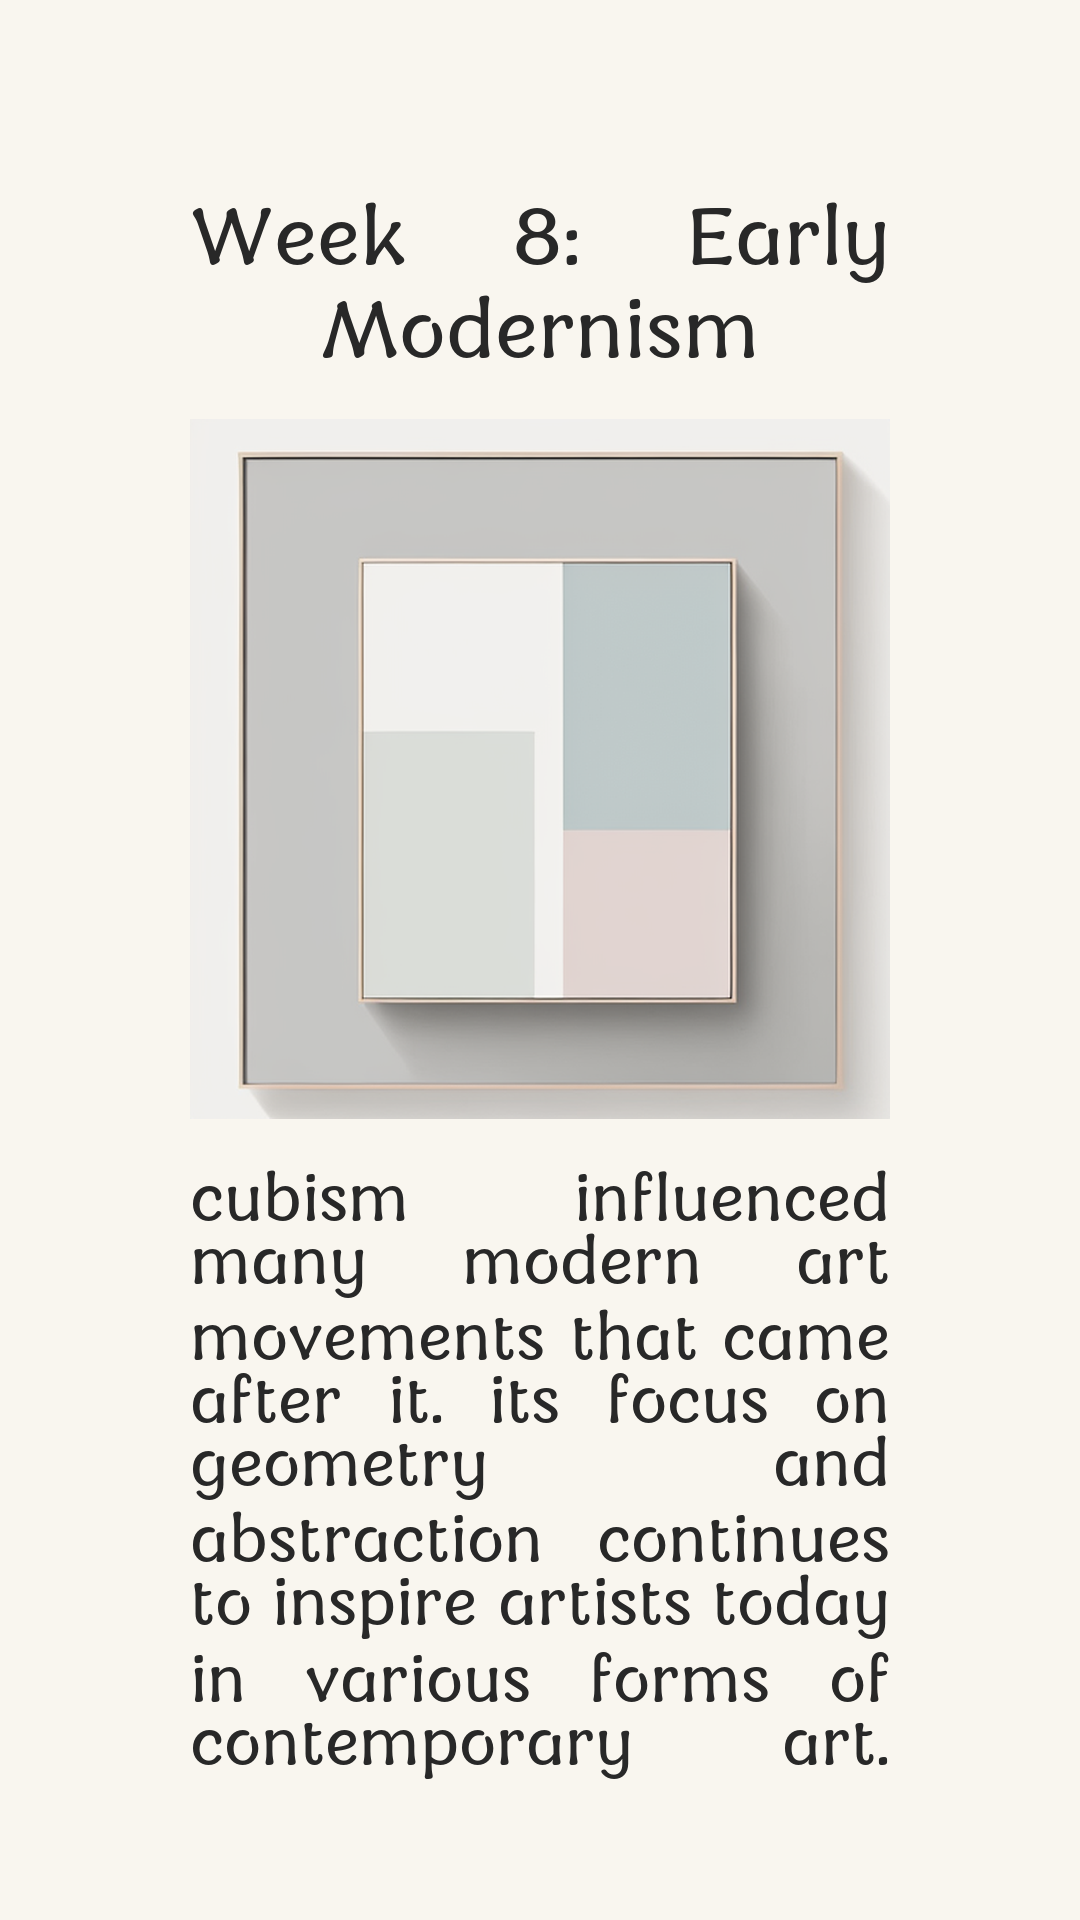 Week 8: Early
Modernism
cubism influenced
many modern art
movements that came
after it. its focus on
geometry and
abstraction continues
to inspire artists today
in various forms of
contemporary art.